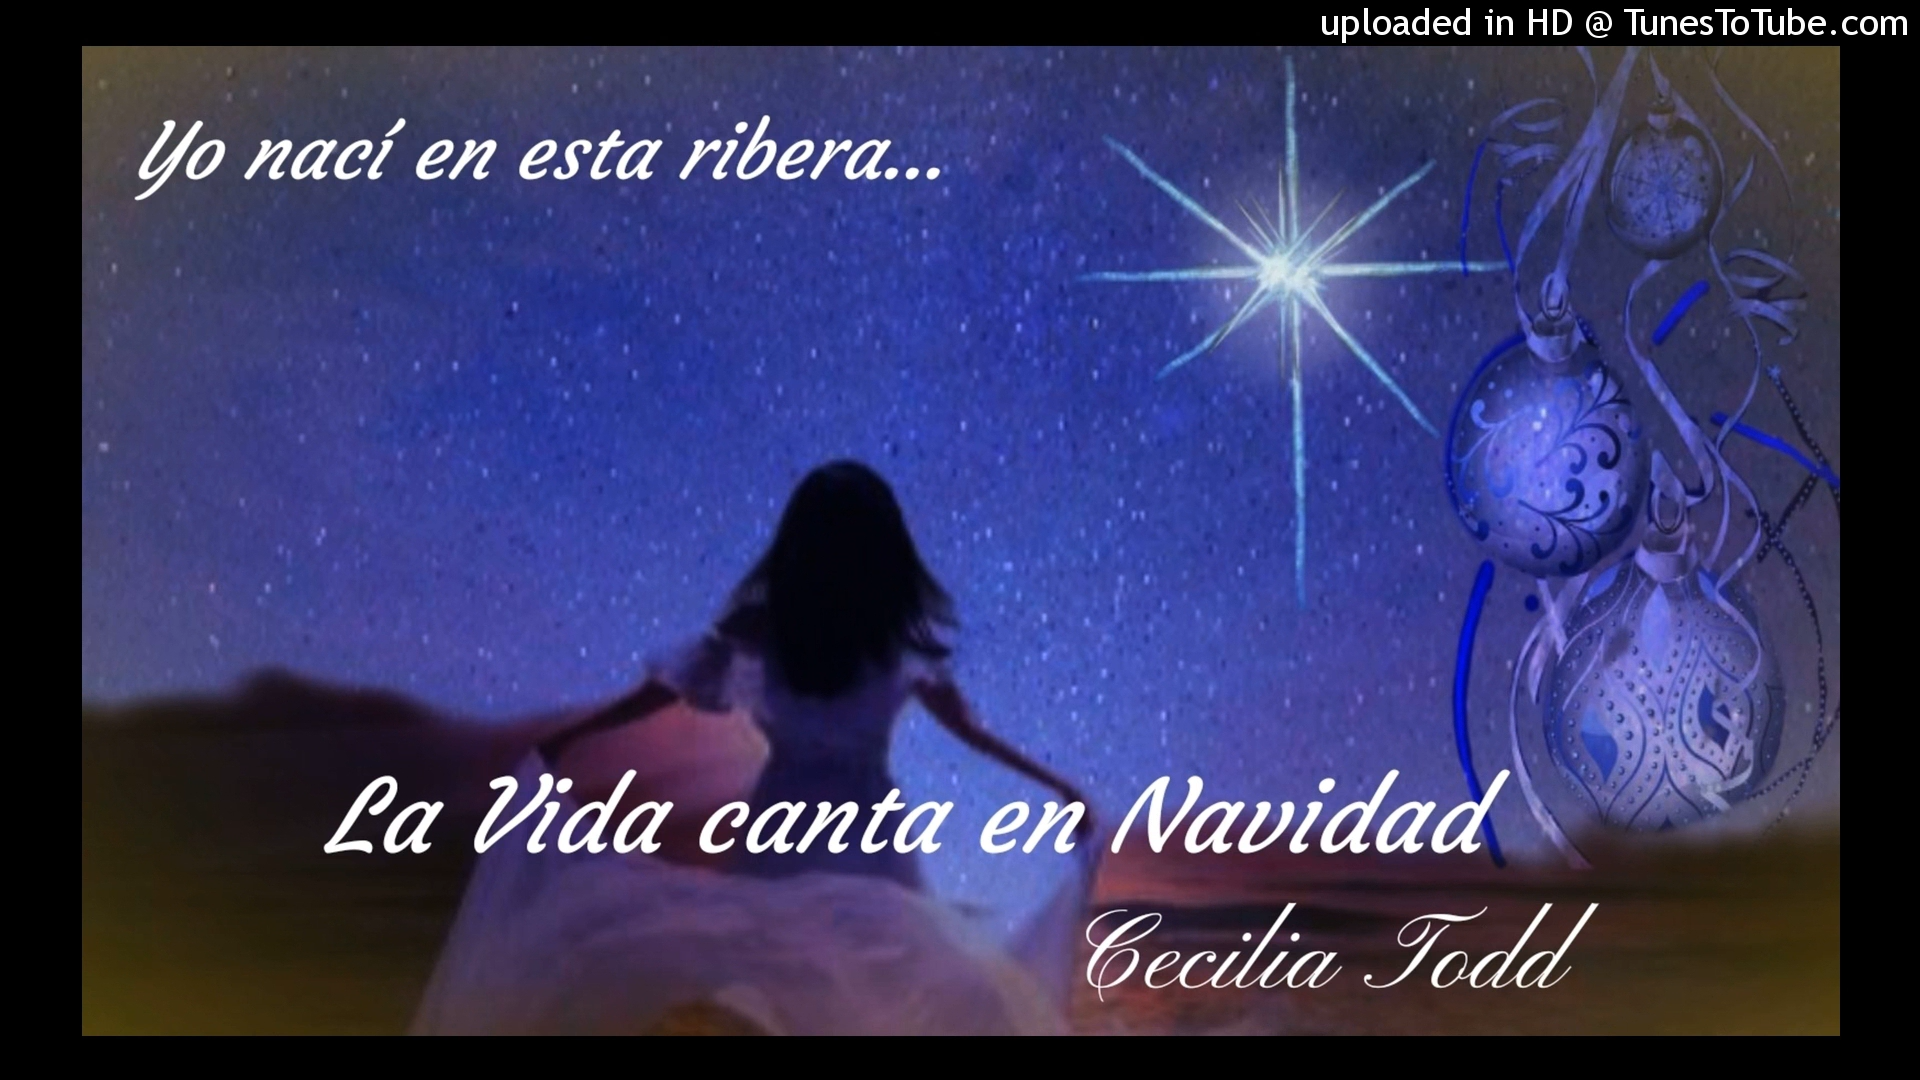 uploaded in HD @ TunesToTube.com
Yo nací en esta ribera...
La Vida canta en Navidad
Cecilia Todd